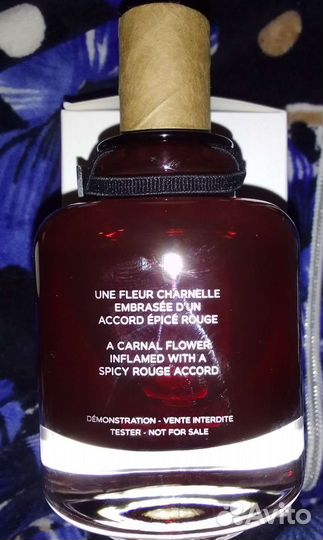 UNE FLEUR CHARNELLE
EMBRASÉE D'UN
ACCORD ÉPICÉ ROUGE
A CARNAL FLOWER
INFLAMED WITH A
SPICY ROUGE ACCORD
DÉMONSTRATION - VENTE INTERDITE
TESTER - NOT FOR SALE
Avito